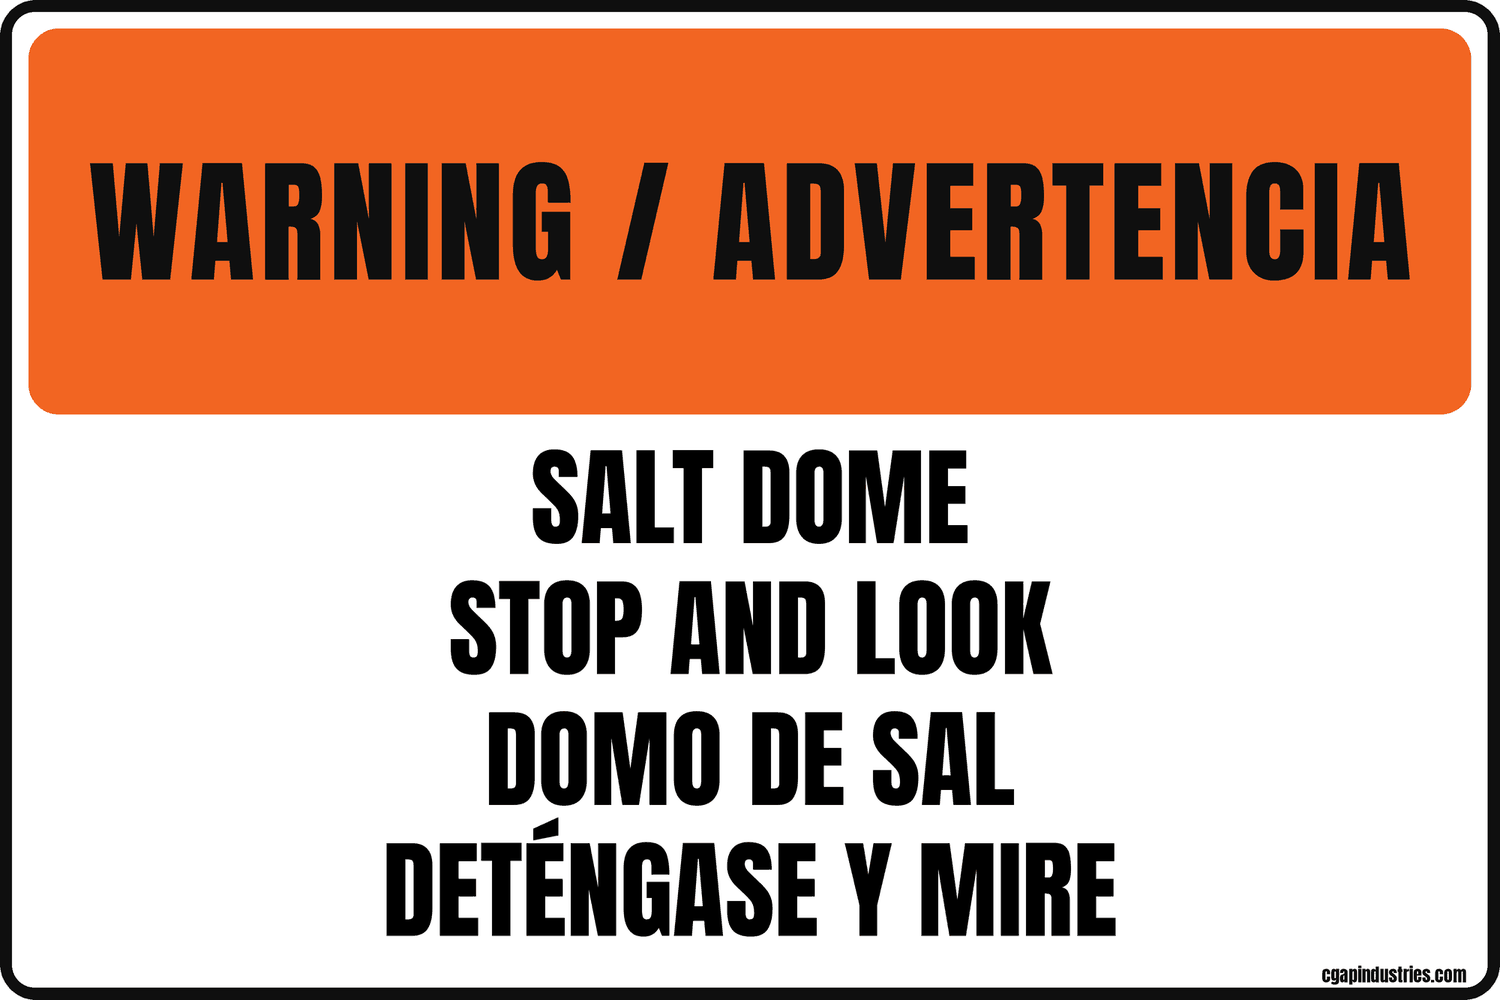 WARNING / ADVERTENCIA
SALT DOME
STOP AND LOOK
DOMO DE SAL
DETÉNGASE Y MIRE
cgapindustries.com